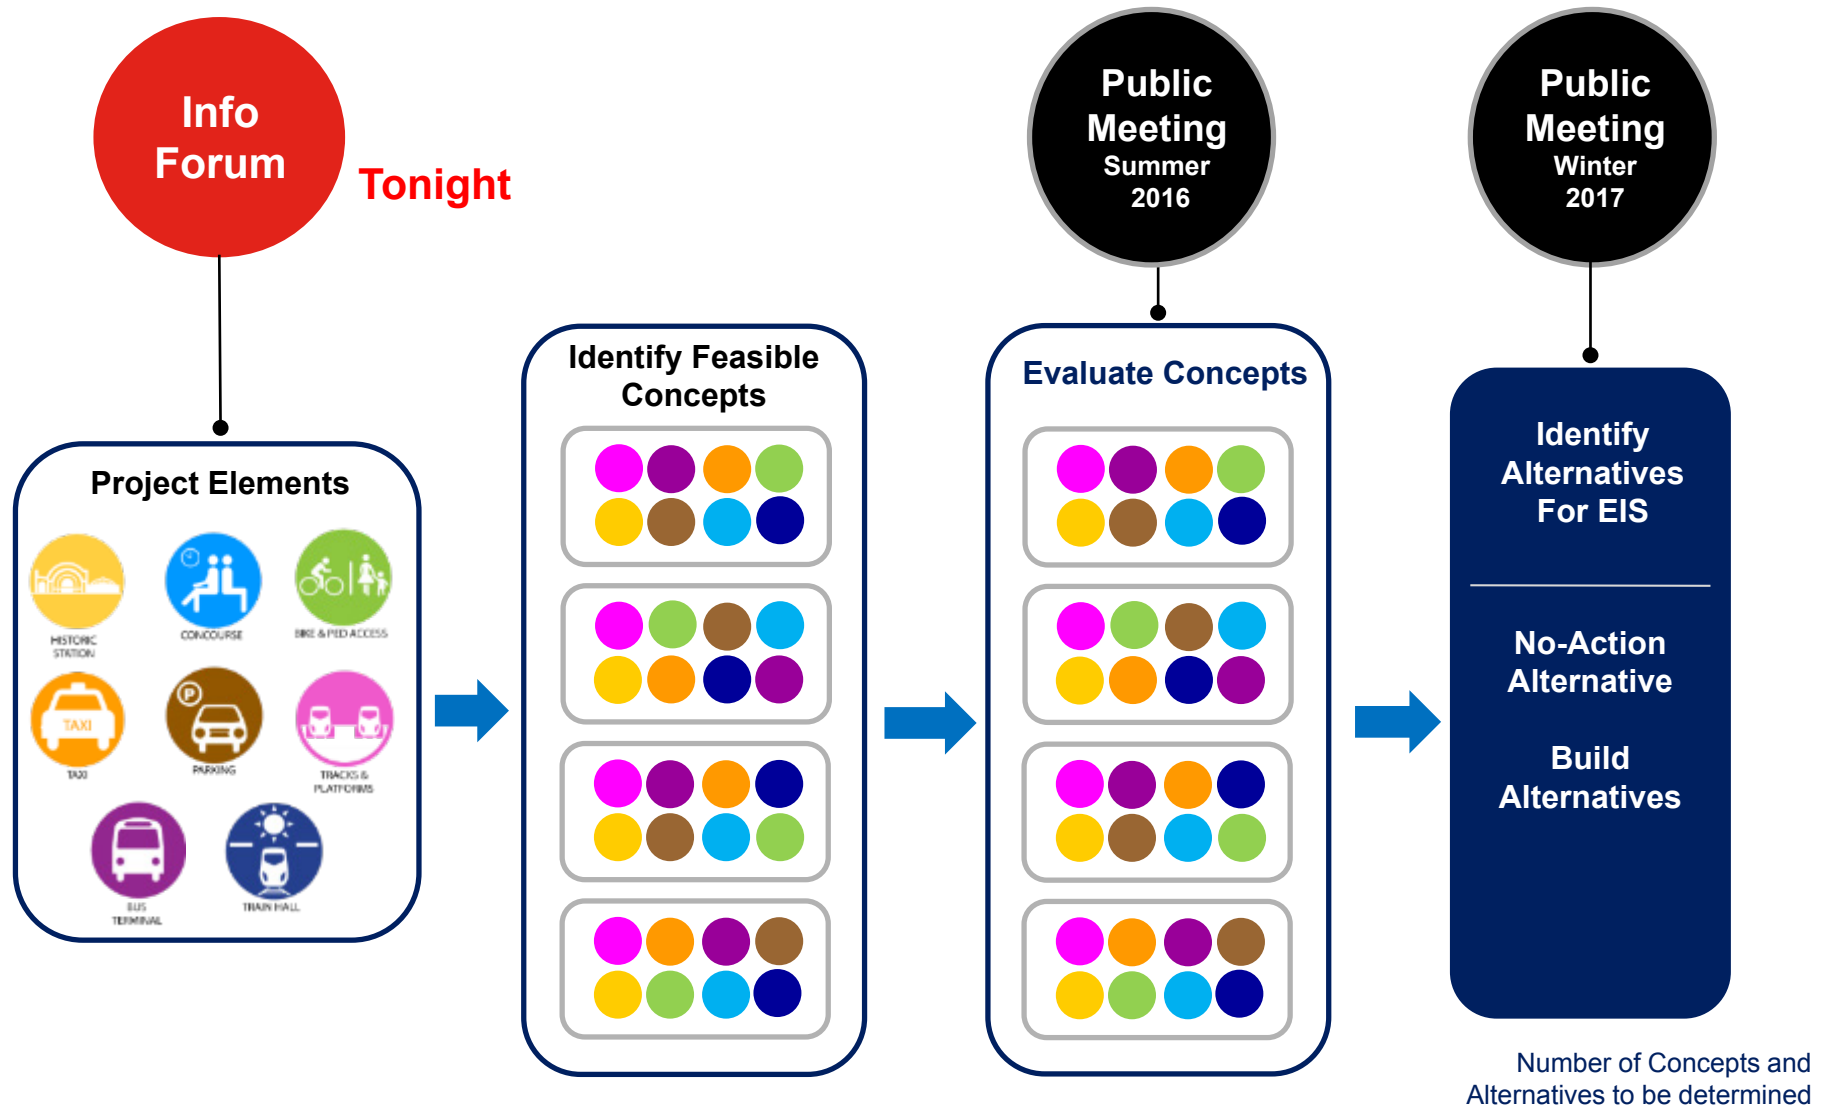 Info
Forum
Tonight
Public
Meeting
Summer
2016
Public
Meeting
Winter
2017
Project Elements
HISTORIC
STATION
CONCOURSE
BIKE & PED ACCESS
TAXI
TAXI
P
PARKING
TRACKS &
PLATFORMS
BUS
TERMINAL
TRAIN HALL
Identify Feasible
Concepts
Evaluate Concepts
Identify
Alternatives
For EIS
No-Action
Alternative
Build
Alternatives
Number of Concepts and
Alternatives to be determined